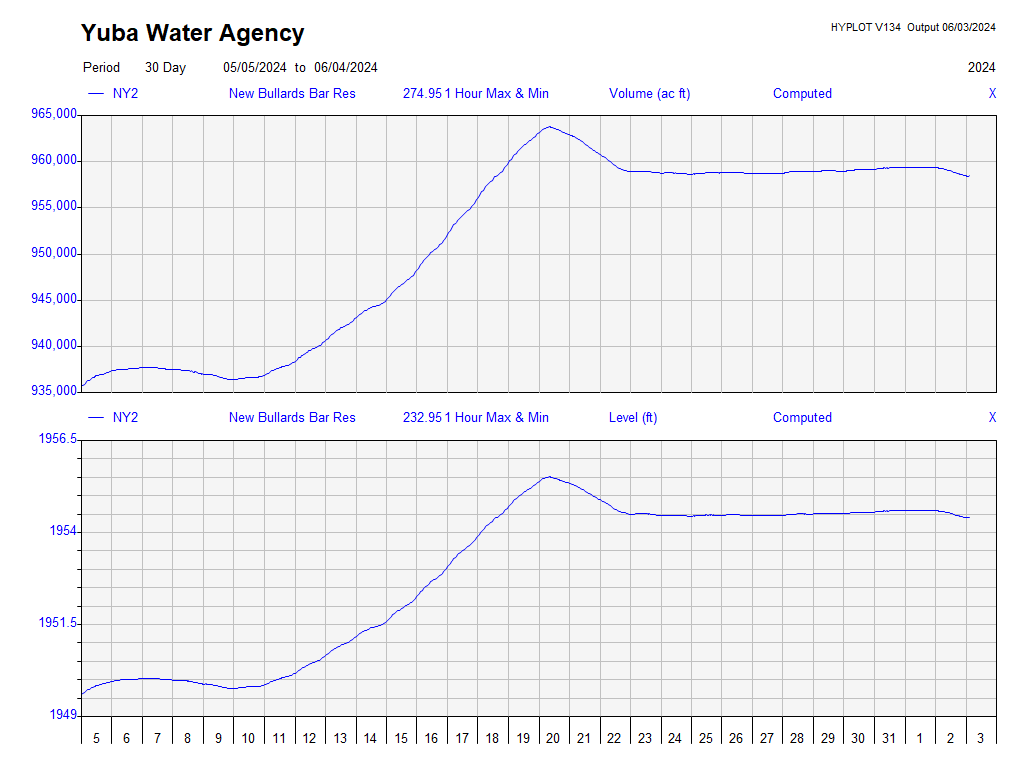 Yuba Water Agency
HYPLOT V134 Output 06/03/2024
Period 30 Day 05/05/2024 to 06/04/2024 2024
NY2 New Bullards Bar Res 274.95 1 Hour Max & Min Volume (ac ft) Computed X
965,000
960,000
955,000
950,000
945,000
940,000
935,000
NY2 New Bullards Bar Res 232.95 1 Hour Max & Min Level (ft) Computed X
1956.5
1954
1951.5
1949
5 6 7 8 9 10 11 12 13 14 15 16 17 18 19 20 21 22 23 24 25 26 27 28 29 30 31 1 2 3